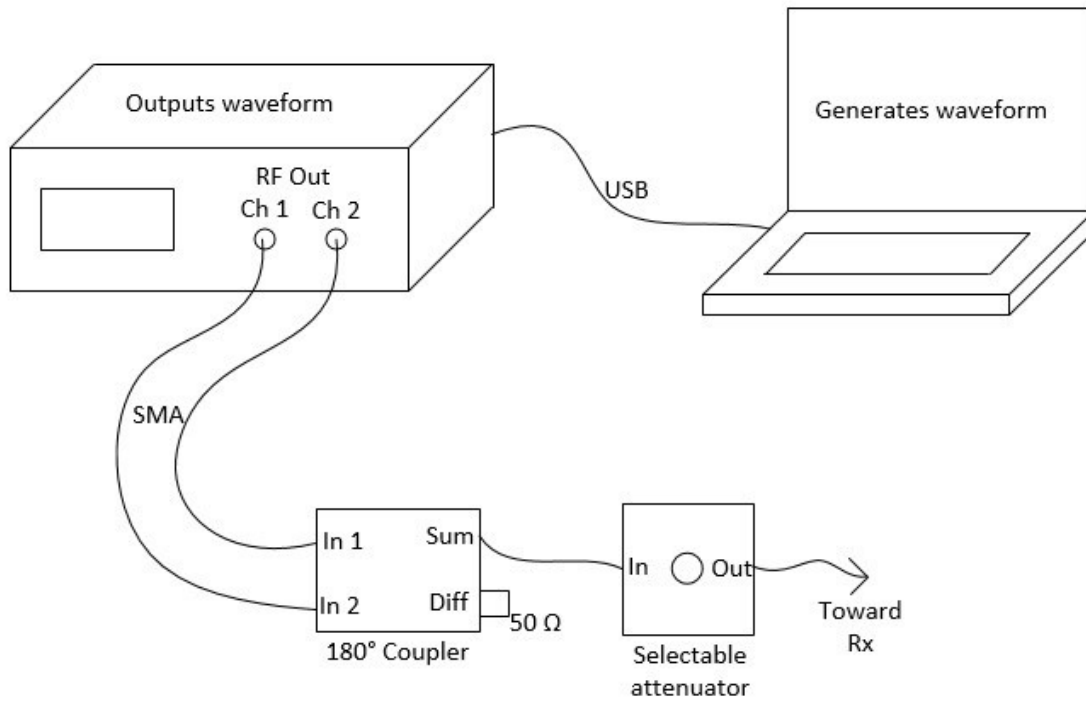 Outputs waveform
Generates waveform
RF Out
Ch 1 Ch 2
USB
SMA
In 1 Sum
In 2 Diff
50 Ω
180° Coupler
In Out
Selectable
attenuator
Toward
Rx